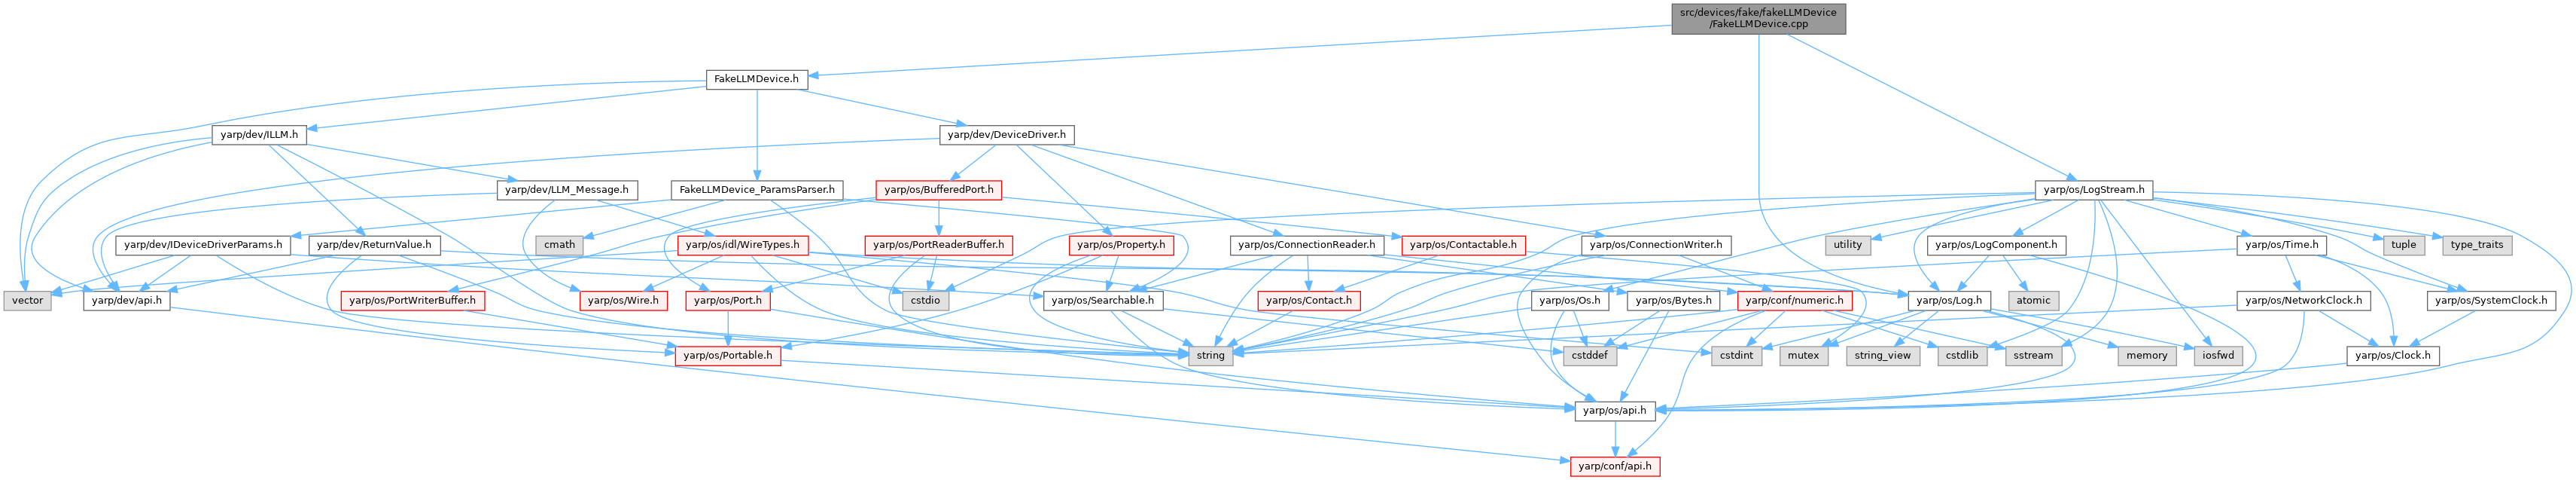 src/devices/fake/fakeLLMDevice
/FakeLLMDevice.cpp
FakeLLMDevice.h
yarp/dev/ILLM.h
yarp/dev/DeviceDriver.h
yarp/dev/LLM_Message.h
FakeLLMDevice_ParamsParser.h
yarp/os/BufferedPort.h
yarp/os/LogStream.h
yarp/dev/IDeviceDriverParams.h
yarp/dev/ReturnValue.h
cmath
yarp/os/idl/WireTypes.h
yarp/os/PortReaderBuffer.h
yarp/os/Property.h
yarp/os/ConnectionReader.h
yarp/os/Contactable.h
yarp/os/ConnectionWriter.h
utility
yarp/os/LogComponent.h
yarp/os/Time.h
tuple
type_traits
vector
yarp/dev/api.h
yarp/os/PortWriterBuffer.h
yarp/os/Wire.h
yarp/os/Port.h
cstdio
yarp/os/Searchable.h
yarp/os/Contact.h
yarp/os/Os.h
yarp/os/Bytes.h
yarp/conf/numeric.h
yarp/os/Log.h
atomic
yarp/os/NetworkClock.h
yarp/os/SystemClock.h
yarp/os/Portable.h
string
cstddef
cstdint
mutex
string_view
cstdlib
sstream
memory
iosfwd
yarp/os/Clock.h
yarp/os/api.h
yarp/conf/api.h